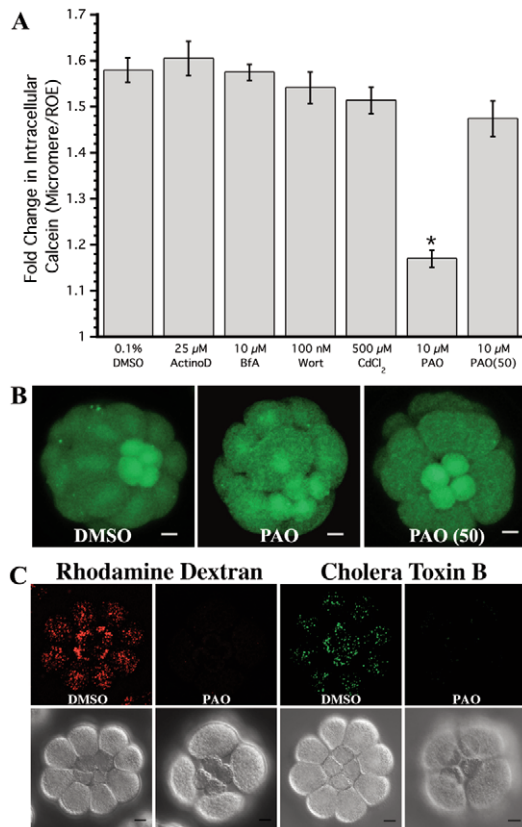 A
Fold Change in Intracellular
Calcein (Micromere/ROE)
1.7
1.6
1.5
1.4
1.3
1.2
1.1
1
*
0.1% DMSO
25 µM ActinoD
10 µM BfA
100 nM Wort
500 µM CdCl₂
10 µM PAO
10 µM PAO(50)
B
DMSO
PAO
PAO (50)
C
Rhodamine Dextran
Cholera Toxin B
DMSO
PAO
DMSO
PAO